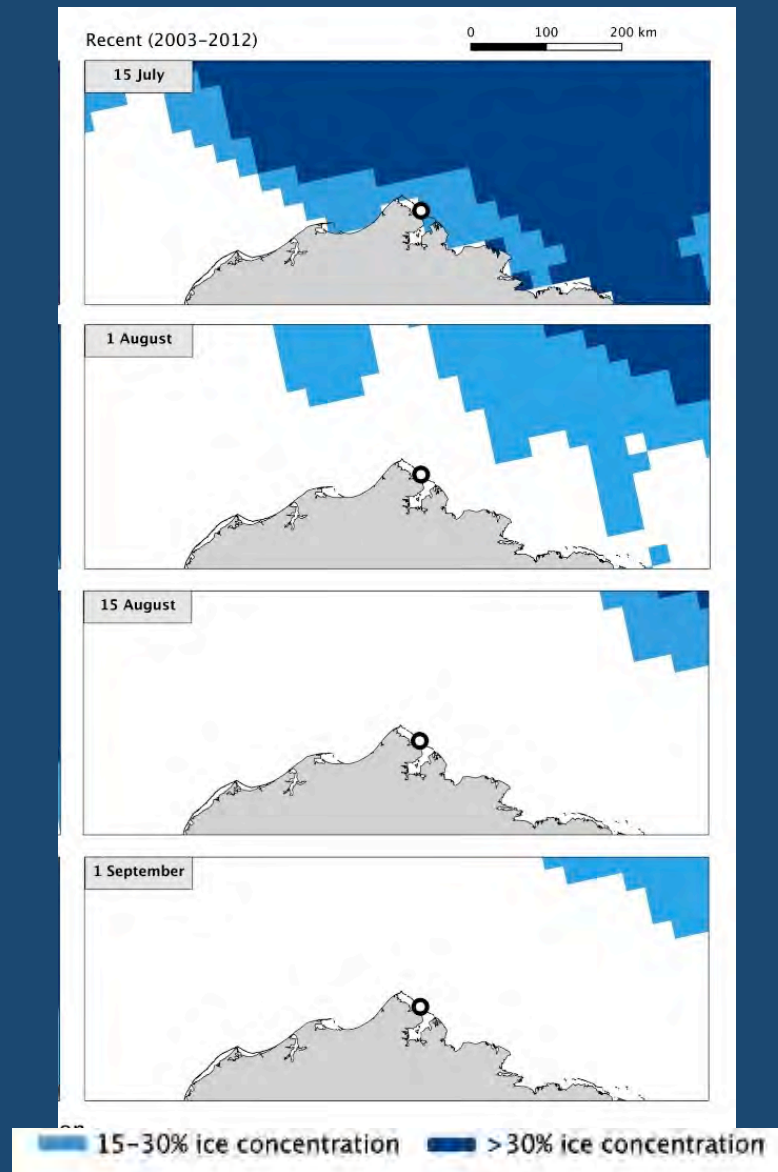 Recent (2003–2012)
0 100 200 km
15 July
1 August
15 August
1 September
15–30% ice concentration >30% ice concentration